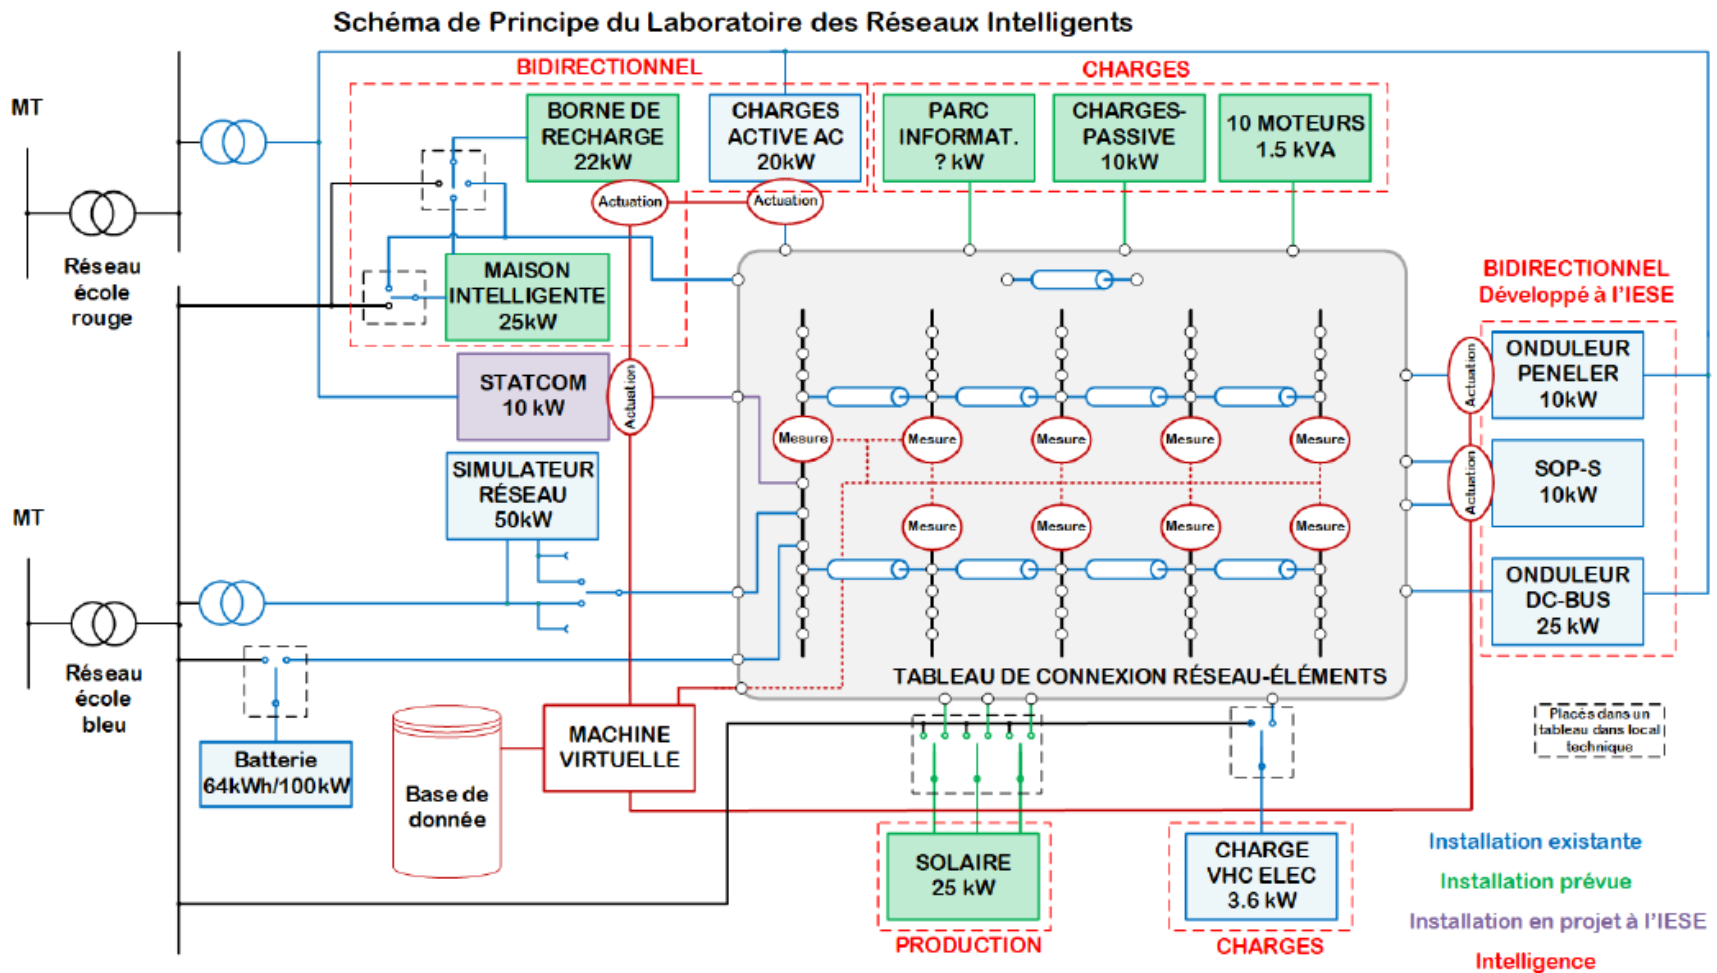 Schéma de Principe du Laboratoire des Réseaux Intelligents
BIDIRECTIONNEL
CHARGES
MT
BORNE DE
RECHARGE
22kW
CHARGES
ACTIVE AC
20kW
PARC
INFORMAT.
? kW
CHARGES-
PASSIVE
10kW
10 MOTEURS
1.5 kVA
Actuation
Actuation
Réseau
école
rouge
MAISON
INTELLIGENTE
25kW
BIDIRECTIONNEL
Développé à l'IESE
STATCOM
10 kW
Actuation
Actuation
ONDULEUR
PENELER
10kW
Mesure
Mesure
Mesure
Mesure
Mesure
SIMULATEUR
RÉSEAU
50kW
Actuation
SOP-S
10kW
MT
Mesure
Mesure
Mesure
Mesure
ONDULEUR
DC-BUS
25 kW
Réseau
école
bleu
TABLEAU DE CONNEXION RÉSEAU-ÉLÉMENTS
Batterie
64kWh/100kW
MACHINE
VIRTUELLE
Placés dans un
tableau dans local
technique
Base de
donnée
SOLAIRE
25 kW
CHARGE
VHC ELEC
3.6 kW
PRODUCTION
CHARGES
Installation existante
Installation prévue
Installation en projet à l'IESE
Intelligence